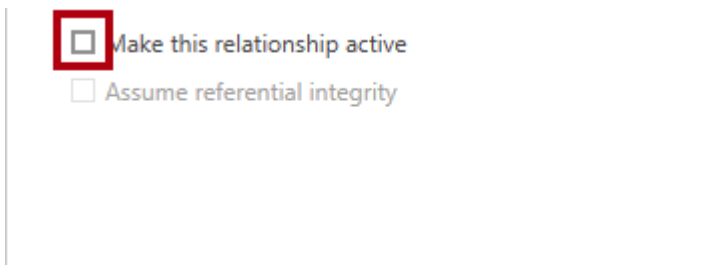 Make this relationship active
Assume referential integrity